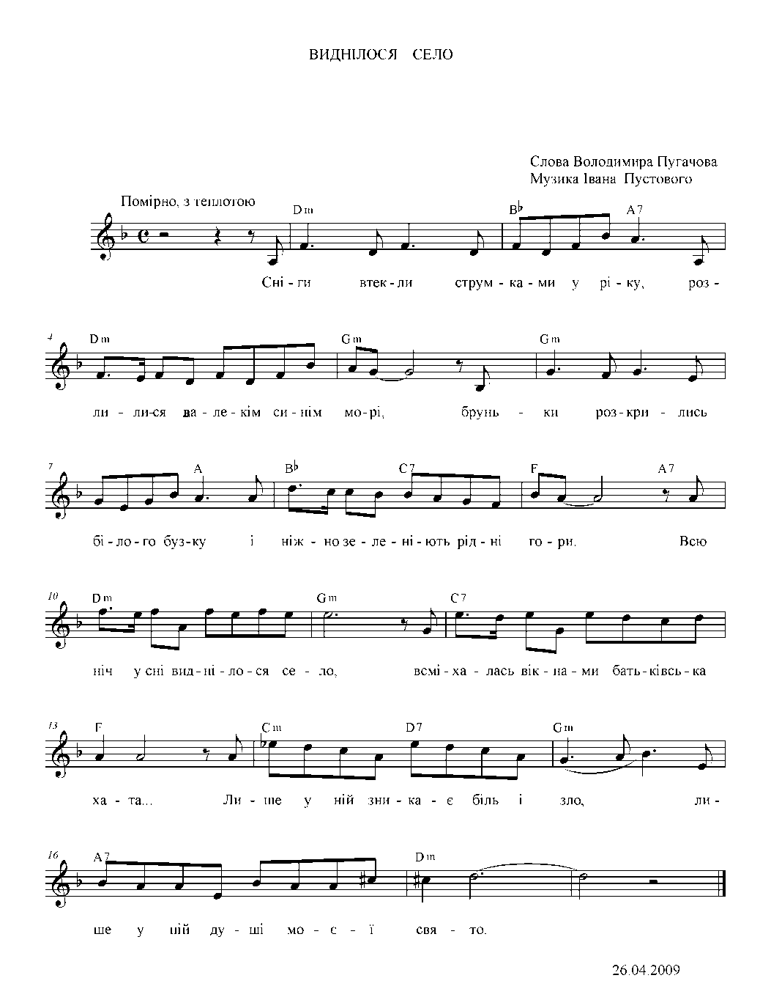 ВИДНІЛОСЯ СЕЛО
Слова Володимира Пугачова
Музика Івана Пустового
Помірно, з теплотою
Dm B♭ A7
Сні - ги втек - ли струм - ка - ми у рі - ку, роз -
4 Dm Gm Gm
ли - ли-ся ва - ле - кім си - нім мо - рі, брунь - ки роз - кри - лись
7 A B♭ C7 F A7
бі - ло - го буз-ку і ніж - но зе - ле - ні - ють рід - ні го - ри. Всю
10 Dm Gm C7
ніч у сні вид - ні - ло - ся се - ло, всмі - ха - лась вік - на - ми бать - ківсь - ка
13 F Cm D7 Gm
ха - та... Ли - ше у ній зни - ка - є біль і зло, ли -
16 A7 Dm
ше у ній ду - ші мо - є - ї свя - то.
26.04.2009